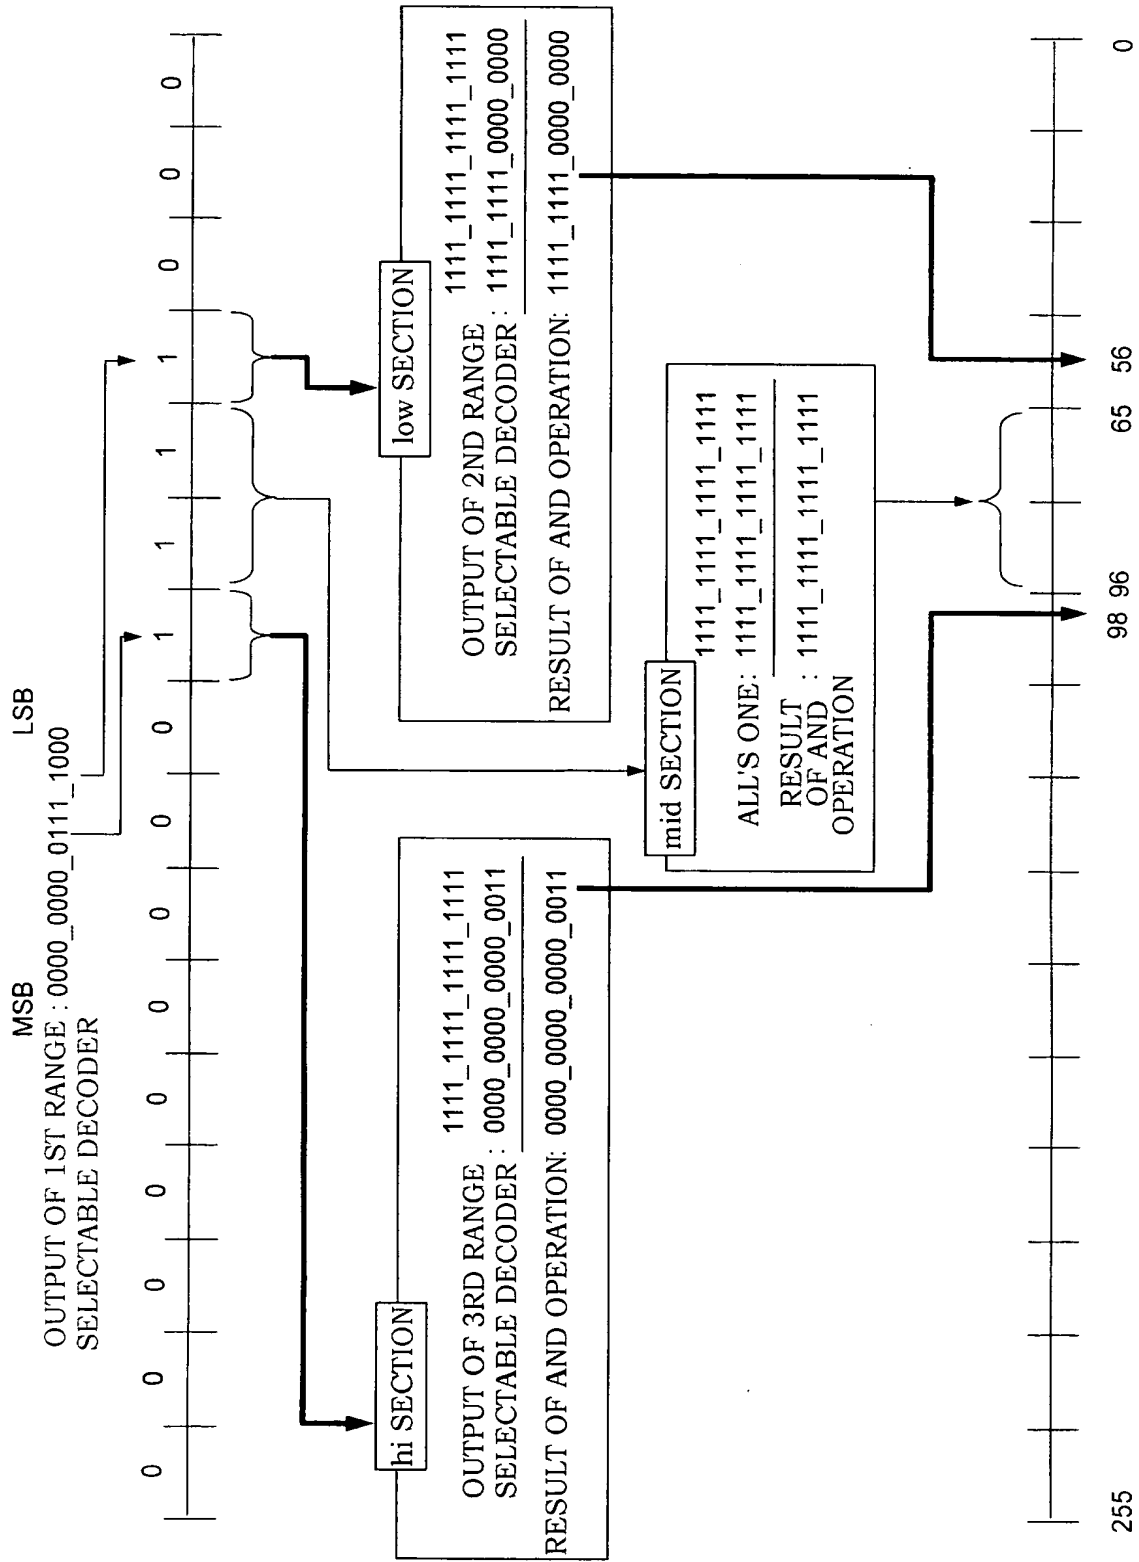 MSB LSB
OUTPUT OF 1ST RANGE : 0000_0000_0111_1000
SELECTABLE DECODER
0 0 0 0 0 0 0 0 0 1 1 1 1 0 0 0
hi SECTION
1111_1111_1111_1111
OUTPUT OF 3RD RANGE
SELECTABLE DECODER : 0000_0000_0000_0011
RESULT OF AND OPERATION: 0000_0000_0000_0011
low SECTION
1111_1111_1111_1111
OUTPUT OF 2ND RANGE
SELECTABLE DECODER : 1111_1111_0000_0000
RESULT OF AND OPERATION: 1111_1111_0000_0000
mid SECTION
1111_1111_1111_1111
ALL'S ONE: 1111_1111_1111_1111
RESULT
OF AND : 1111_1111_1111_1111
OPERATION
255 98 96 65 56 0